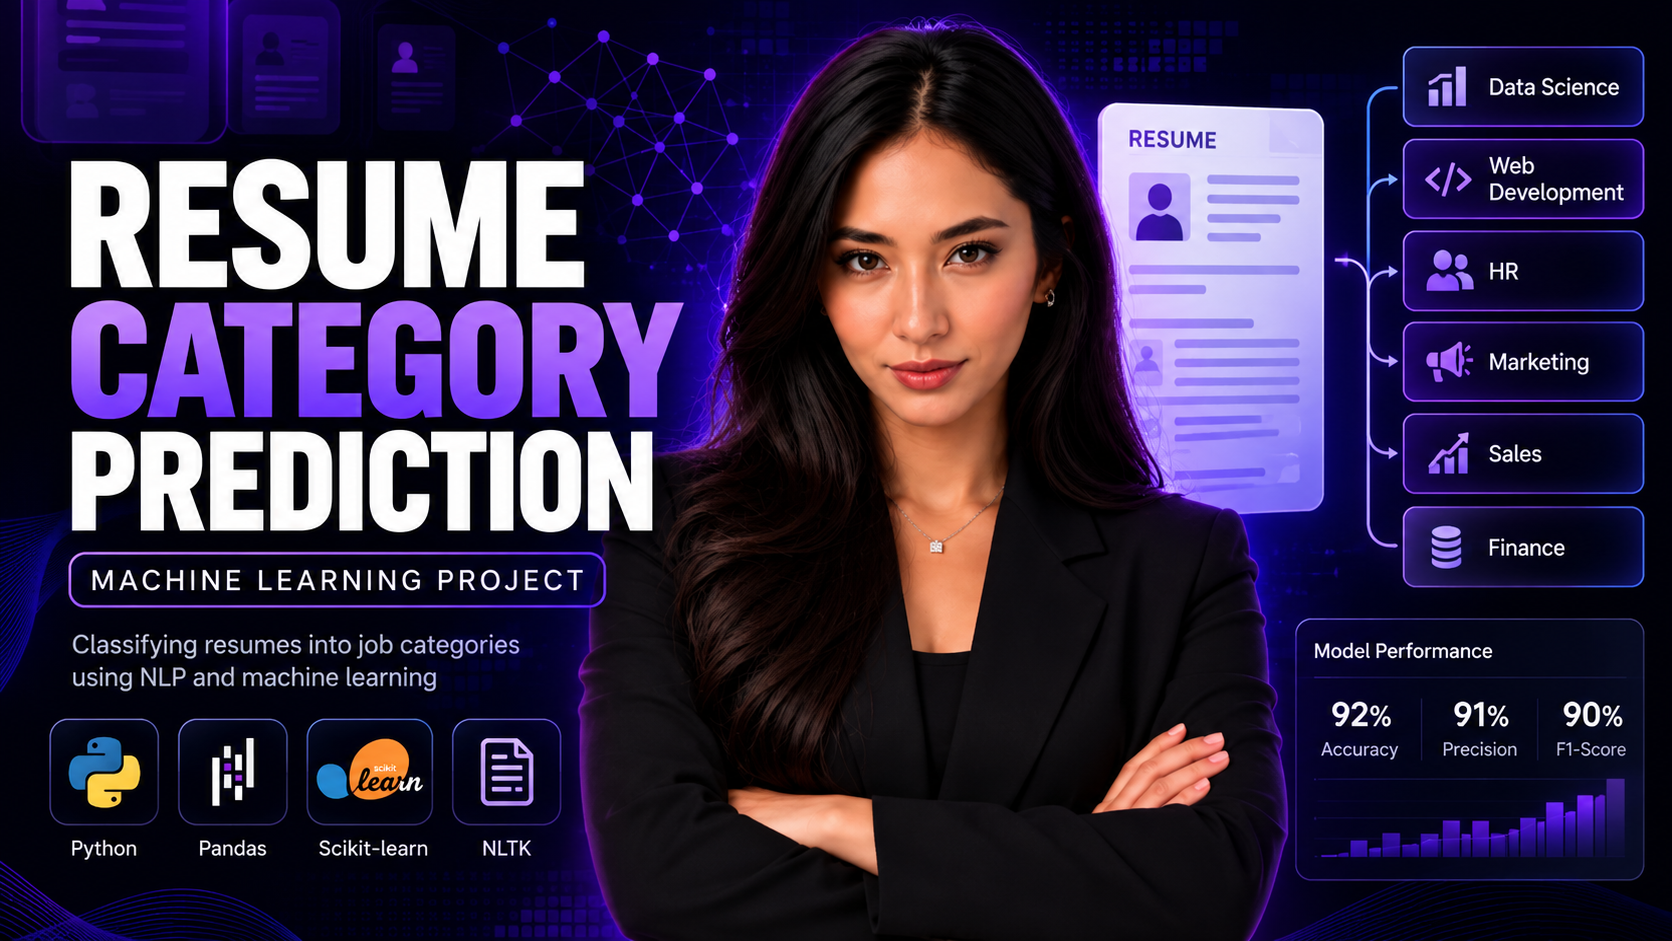 RESUME
CATEGORY
PREDICTION
MACHINE LEARNING PROJECT
Classifying resumes into job categories
using NLP and machine learning
Python
Pandas
scikit
learn
Scikit-learn
NLTK
RESUME
Data Science
Web
Development
HR
Marketing
Sales
Finance
Model Performance
92% 91% 90%
Accuracy Precision F1-Score